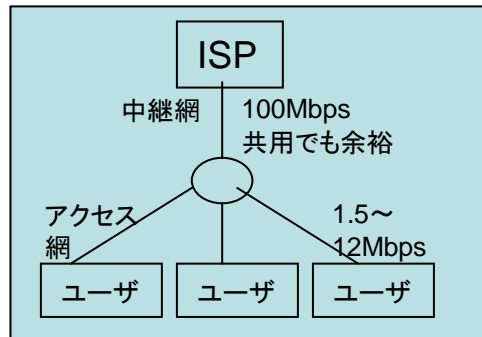 ISP
中継網
100Mbps
共用でも余裕
アクセス
網
1.5～
12Mbps
ユーザ
ユーザ
ユーザ